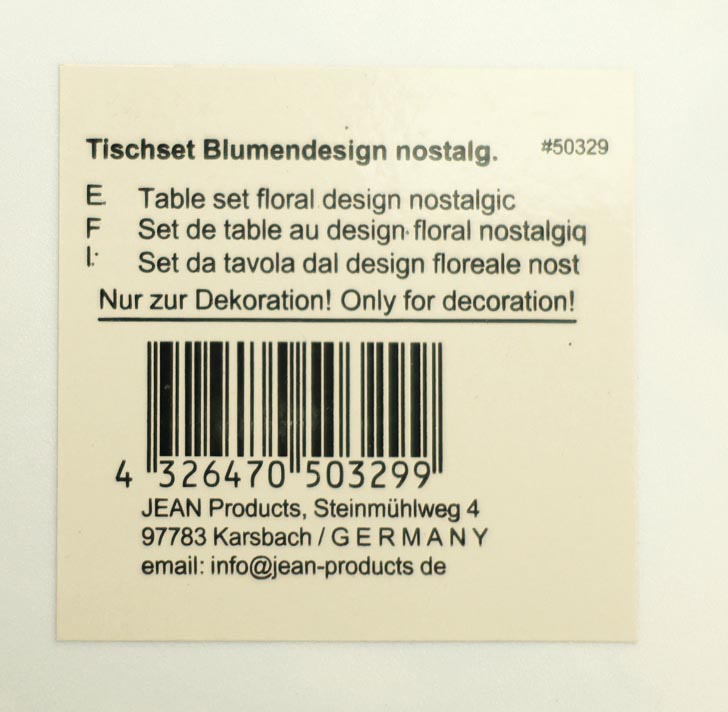 Tischset Blumendesign nostalg. #50329
E Table set floral design nostalgic
F Set de table au design floral nostalgiq
I: Set da tavola dal design floreale nost
Nur zur Dekoration! Only for decoration!
4 326470 503299
JEAN Products, Steinmühlweg 4
97783 Karsbach / GERMANY
email: info@jean-products de